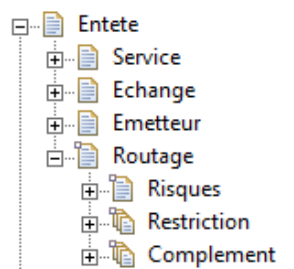 Entete
Service
Echange
Emetteur
Routage
Risques
Restriction
Complement